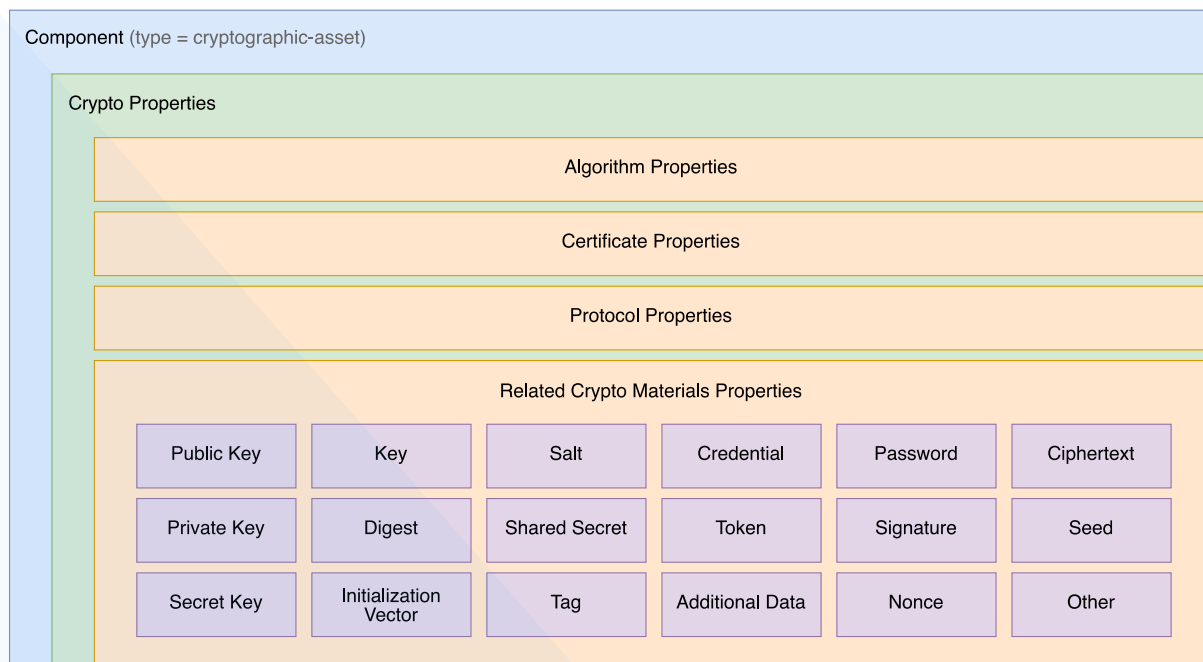 Component (type = cryptographic-asset)
Crypto Properties
Algorithm Properties
Certificate Properties
Protocol Properties
Related Crypto Materials Properties
Public Key
Key
Salt
Credential
Password
Ciphertext
Private Key
Digest
Shared Secret
Token
Signature
Seed
Secret Key
Initialization
Vector
Tag
Additional Data
Nonce
Other